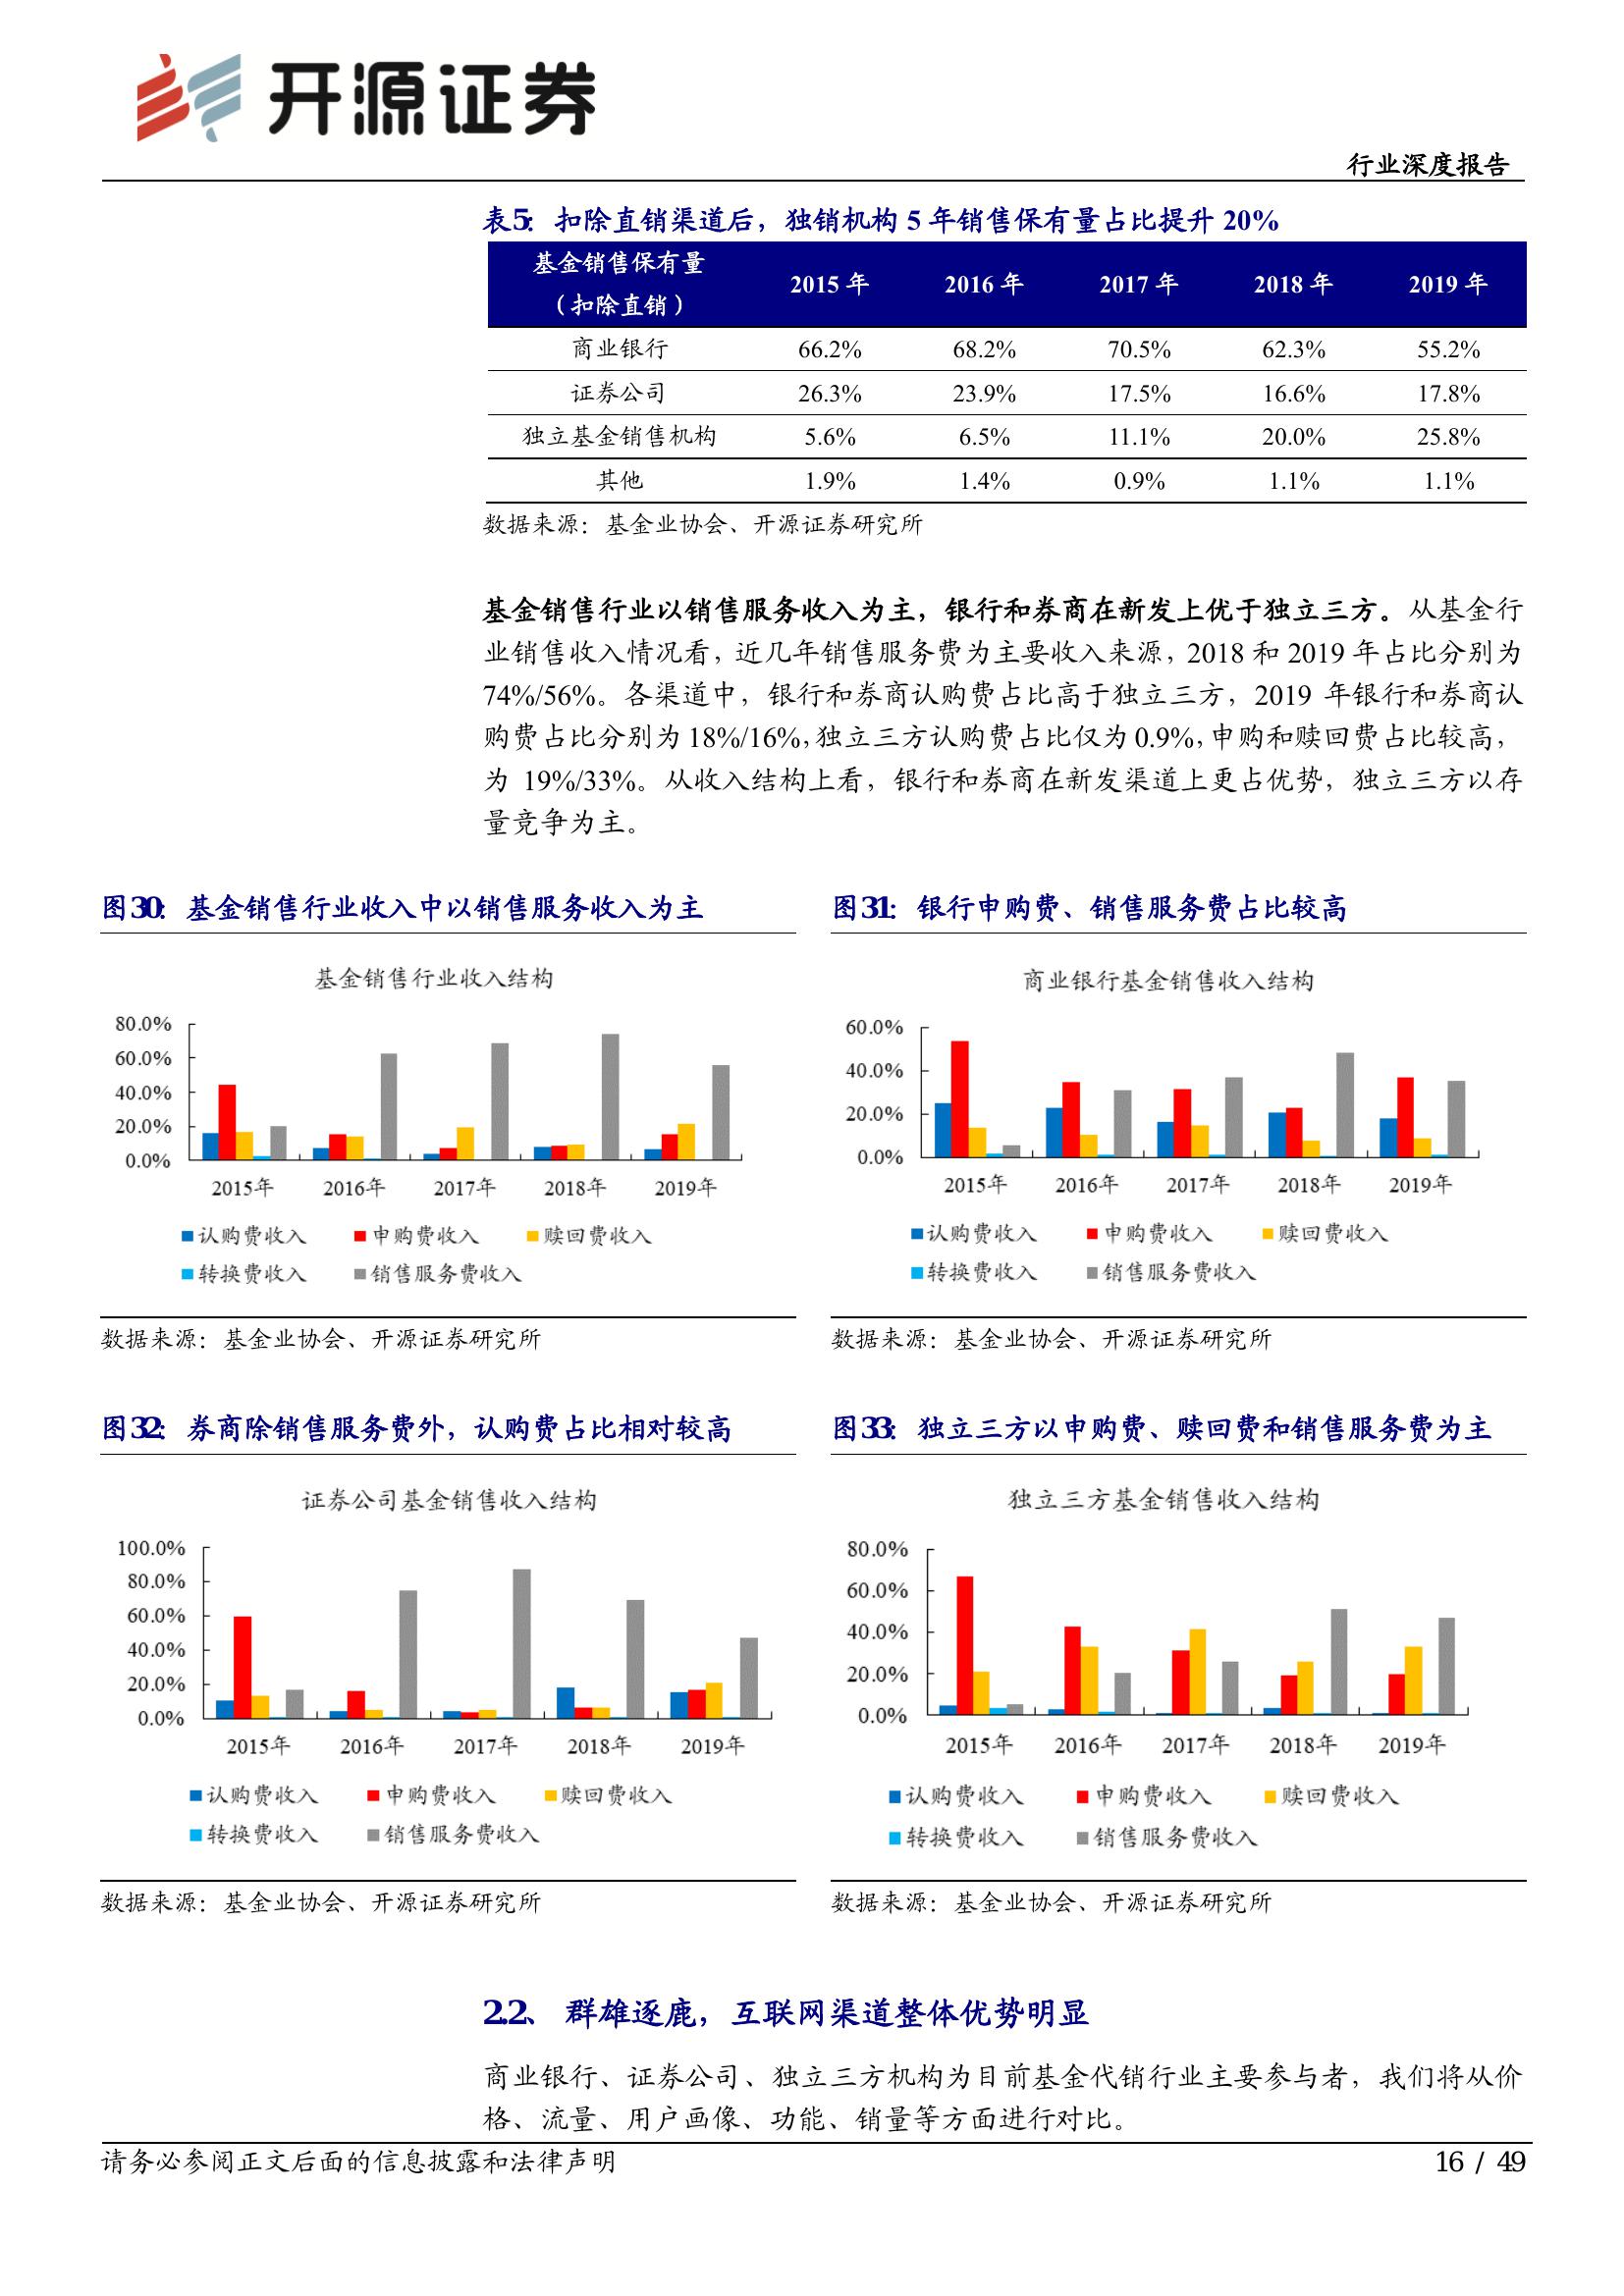 开源证券
行业深度报告
表5: 扣除直销渠道后，独销机构 5 年销售保有量占比提升 20%
基金销售保有量
（扣除直销） 2015 年 2016 年 2017 年 2018 年 2019 年
商业银行 66.2% 68.2% 70.5% 62.3% 55.2%
证券公司 26.3% 23.9% 17.5% 16.6% 17.8%
独立基金销售机构 5.6% 6.5% 11.1% 20.0% 25.8%
其他 1.9% 1.4% 0.9% 1.1% 1.1%
数据来源：基金业协会、开源证券研究所
基金销售行业以销售服务收入为主，银行和券商在新发上优于独立三方。从基金行
业销售收入情况看，近几年销售服务费为主要收入来源，2018 和 2019 年占比分别为
74%/56%。各渠道中，银行和券商认购费占比高于独立三方，2019 年银行和券商认
购费占比分别为 18%/16%，独立三方认购费占比仅为 0.9%，申购和赎回费占比较高，
为 19%/33%。从收入结构上看，银行和券商在新发渠道上更占优势，独立三方以存
量竞争为主。
图30: 基金销售行业收入中以销售服务收入为主
基金销售行业收入结构
80.0%
60.0%
40.0%
20.0%
0.0%
2015年 2016年 2017年 2018年 2019年
认购费收入 申购费收入 赎回费收入
转换费收入 销售服务费收入
数据来源：基金业协会、开源证券研究所
图31: 银行申购费、销售服务费占比较高
商业银行基金销售收入结构
60.0%
40.0%
20.0%
0.0%
2015年 2016年 2017年 2018年 2019年
认购费收入 申购费收入 赎回费收入
转换费收入 销售服务费收入
数据来源：基金业协会、开源证券研究所
图32: 券商除销售服务费外，认购费占比相对较高
证券公司基金销售收入结构
100.0%
80.0%
60.0%
40.0%
20.0%
0.0%
2015年 2016年 2017年 2018年 2019年
认购费收入 申购费收入 赎回费收入
转换费收入 销售服务费收入
数据来源：基金业协会、开源证券研究所
图33: 独立三方以申购费、赎回费和销售服务费为主
独立三方基金销售收入结构
80.0%
60.0%
40.0%
20.0%
0.0%
2015年 2016年 2017年 2018年 2019年
认购费收入 申购费收入 赎回费收入
转换费收入 销售服务费收入
数据来源：基金业协会、开源证券研究所
2.2、 群雄逐鹿，互联网渠道整体优势明显
商业银行、证券公司、独立三方机构为目前基金代销行业主要参与者，我们将从价
格、流量、用户画像、功能、销量等方面进行对比。
请务必参阅正文后面的信息披露和法律声明
16 / 49